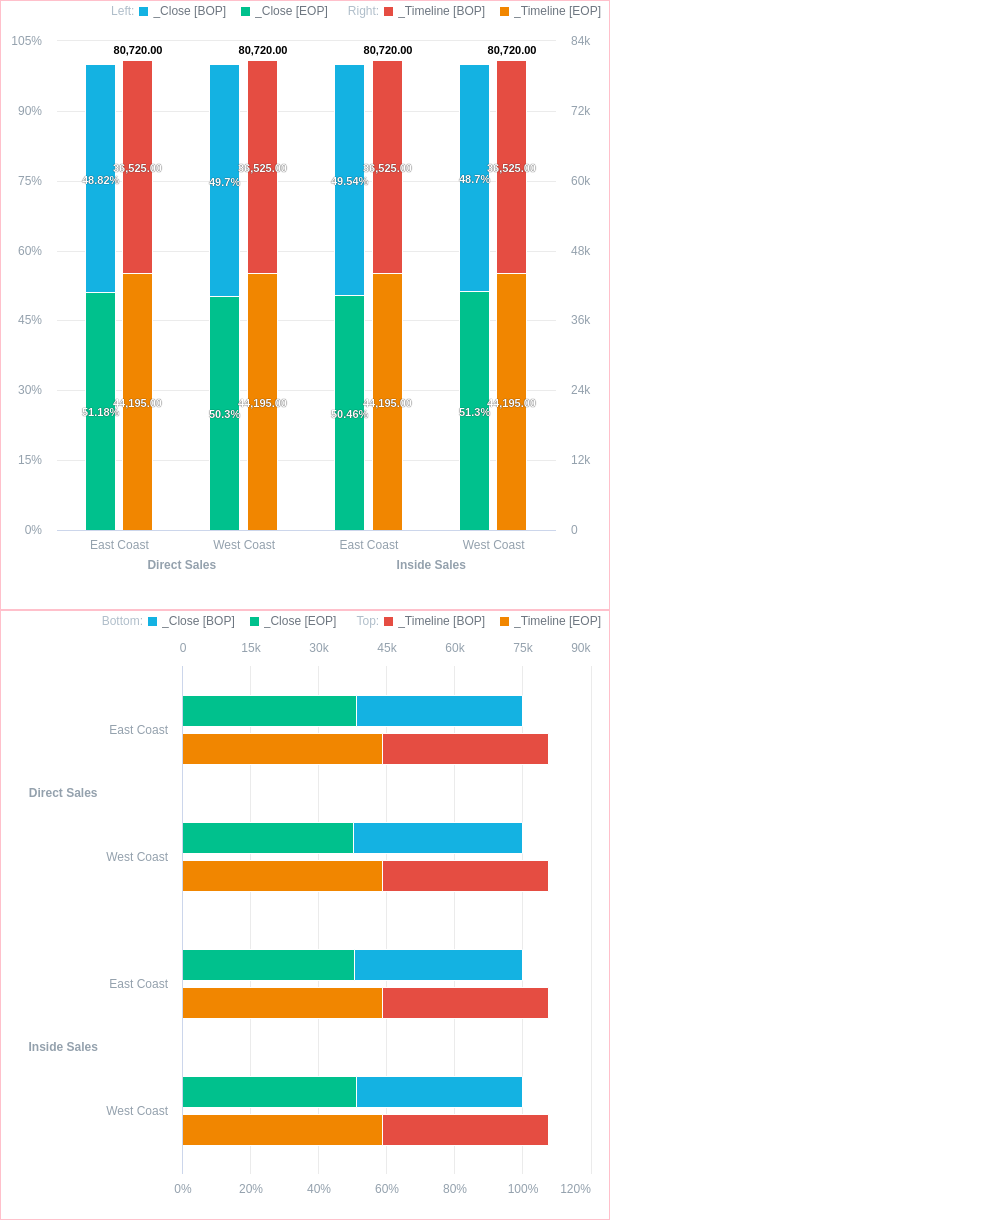 Left: _Close [BOP] _Close [EOP] Right: _Timeline [BOP] _Timeline [EOP]
105% 84k
80,720.00 80,720.00 80,720.00 80,720.00
90% 72k
36,525.00 36,525.00 36,525.00 36,525.00
75% 48.82% 49.7% 49.54% 48.7% 60k
60% 48k
45% 36k
30% 24k
44,195.00 44,195.00 44,195.00 44,195.00
51.18% 50.3% 50.46% 51.3%
15% 12k
0% 0
East Coast West Coast East Coast West Coast
Direct Sales Inside Sales
Bottom: _Close [BOP] _Close [EOP] Top: _Timeline [BOP] _Timeline [EOP]
0 15k 30k 45k 60k 75k 90k
East Coast
Direct Sales
West Coast
East Coast
Inside Sales
West Coast
0% 20% 40% 60% 80% 100% 120%